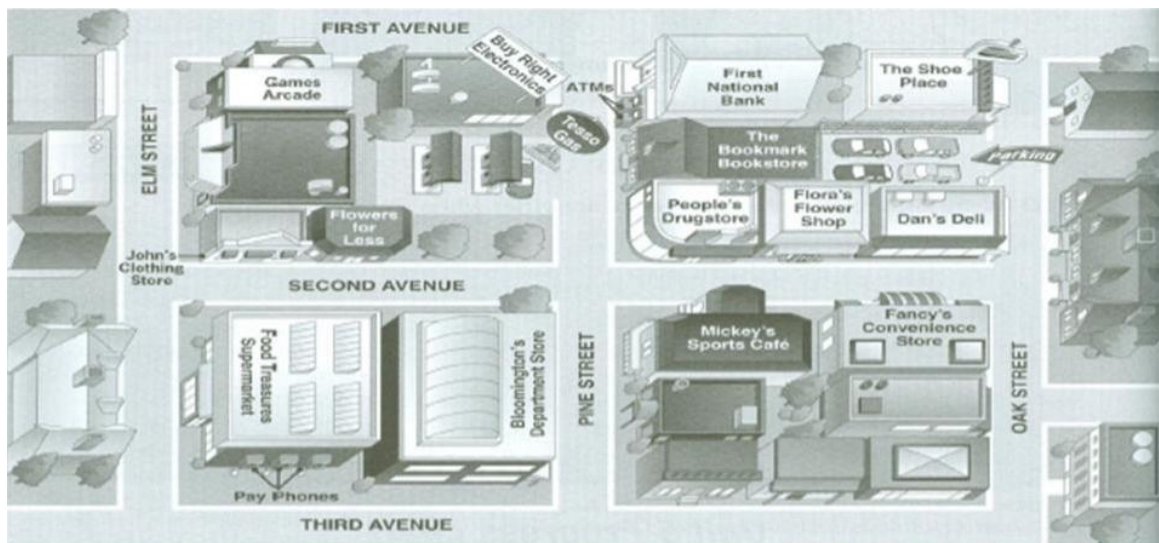 FIRST AVENUE
Games
Arcade
Buy Right
Electronics
ATMs
First
National
Bank
The Shoe
Place
ELM STREET
Texso
Gas
The
Bookmark
Bookstore
Parking
Flowers
for
Less
People's
Drugstore
Flora's
Flower
Shop
Dan's Deli
John's
Clothing
Store
SECOND AVENUE
Food Treasures
Supermarket
Bloomington's
Department Store
PINE STREET
Mickey's
Sports Café
Fancy's
Convenience
Store
OAK STREET
Pay Phones
THIRD AVENUE